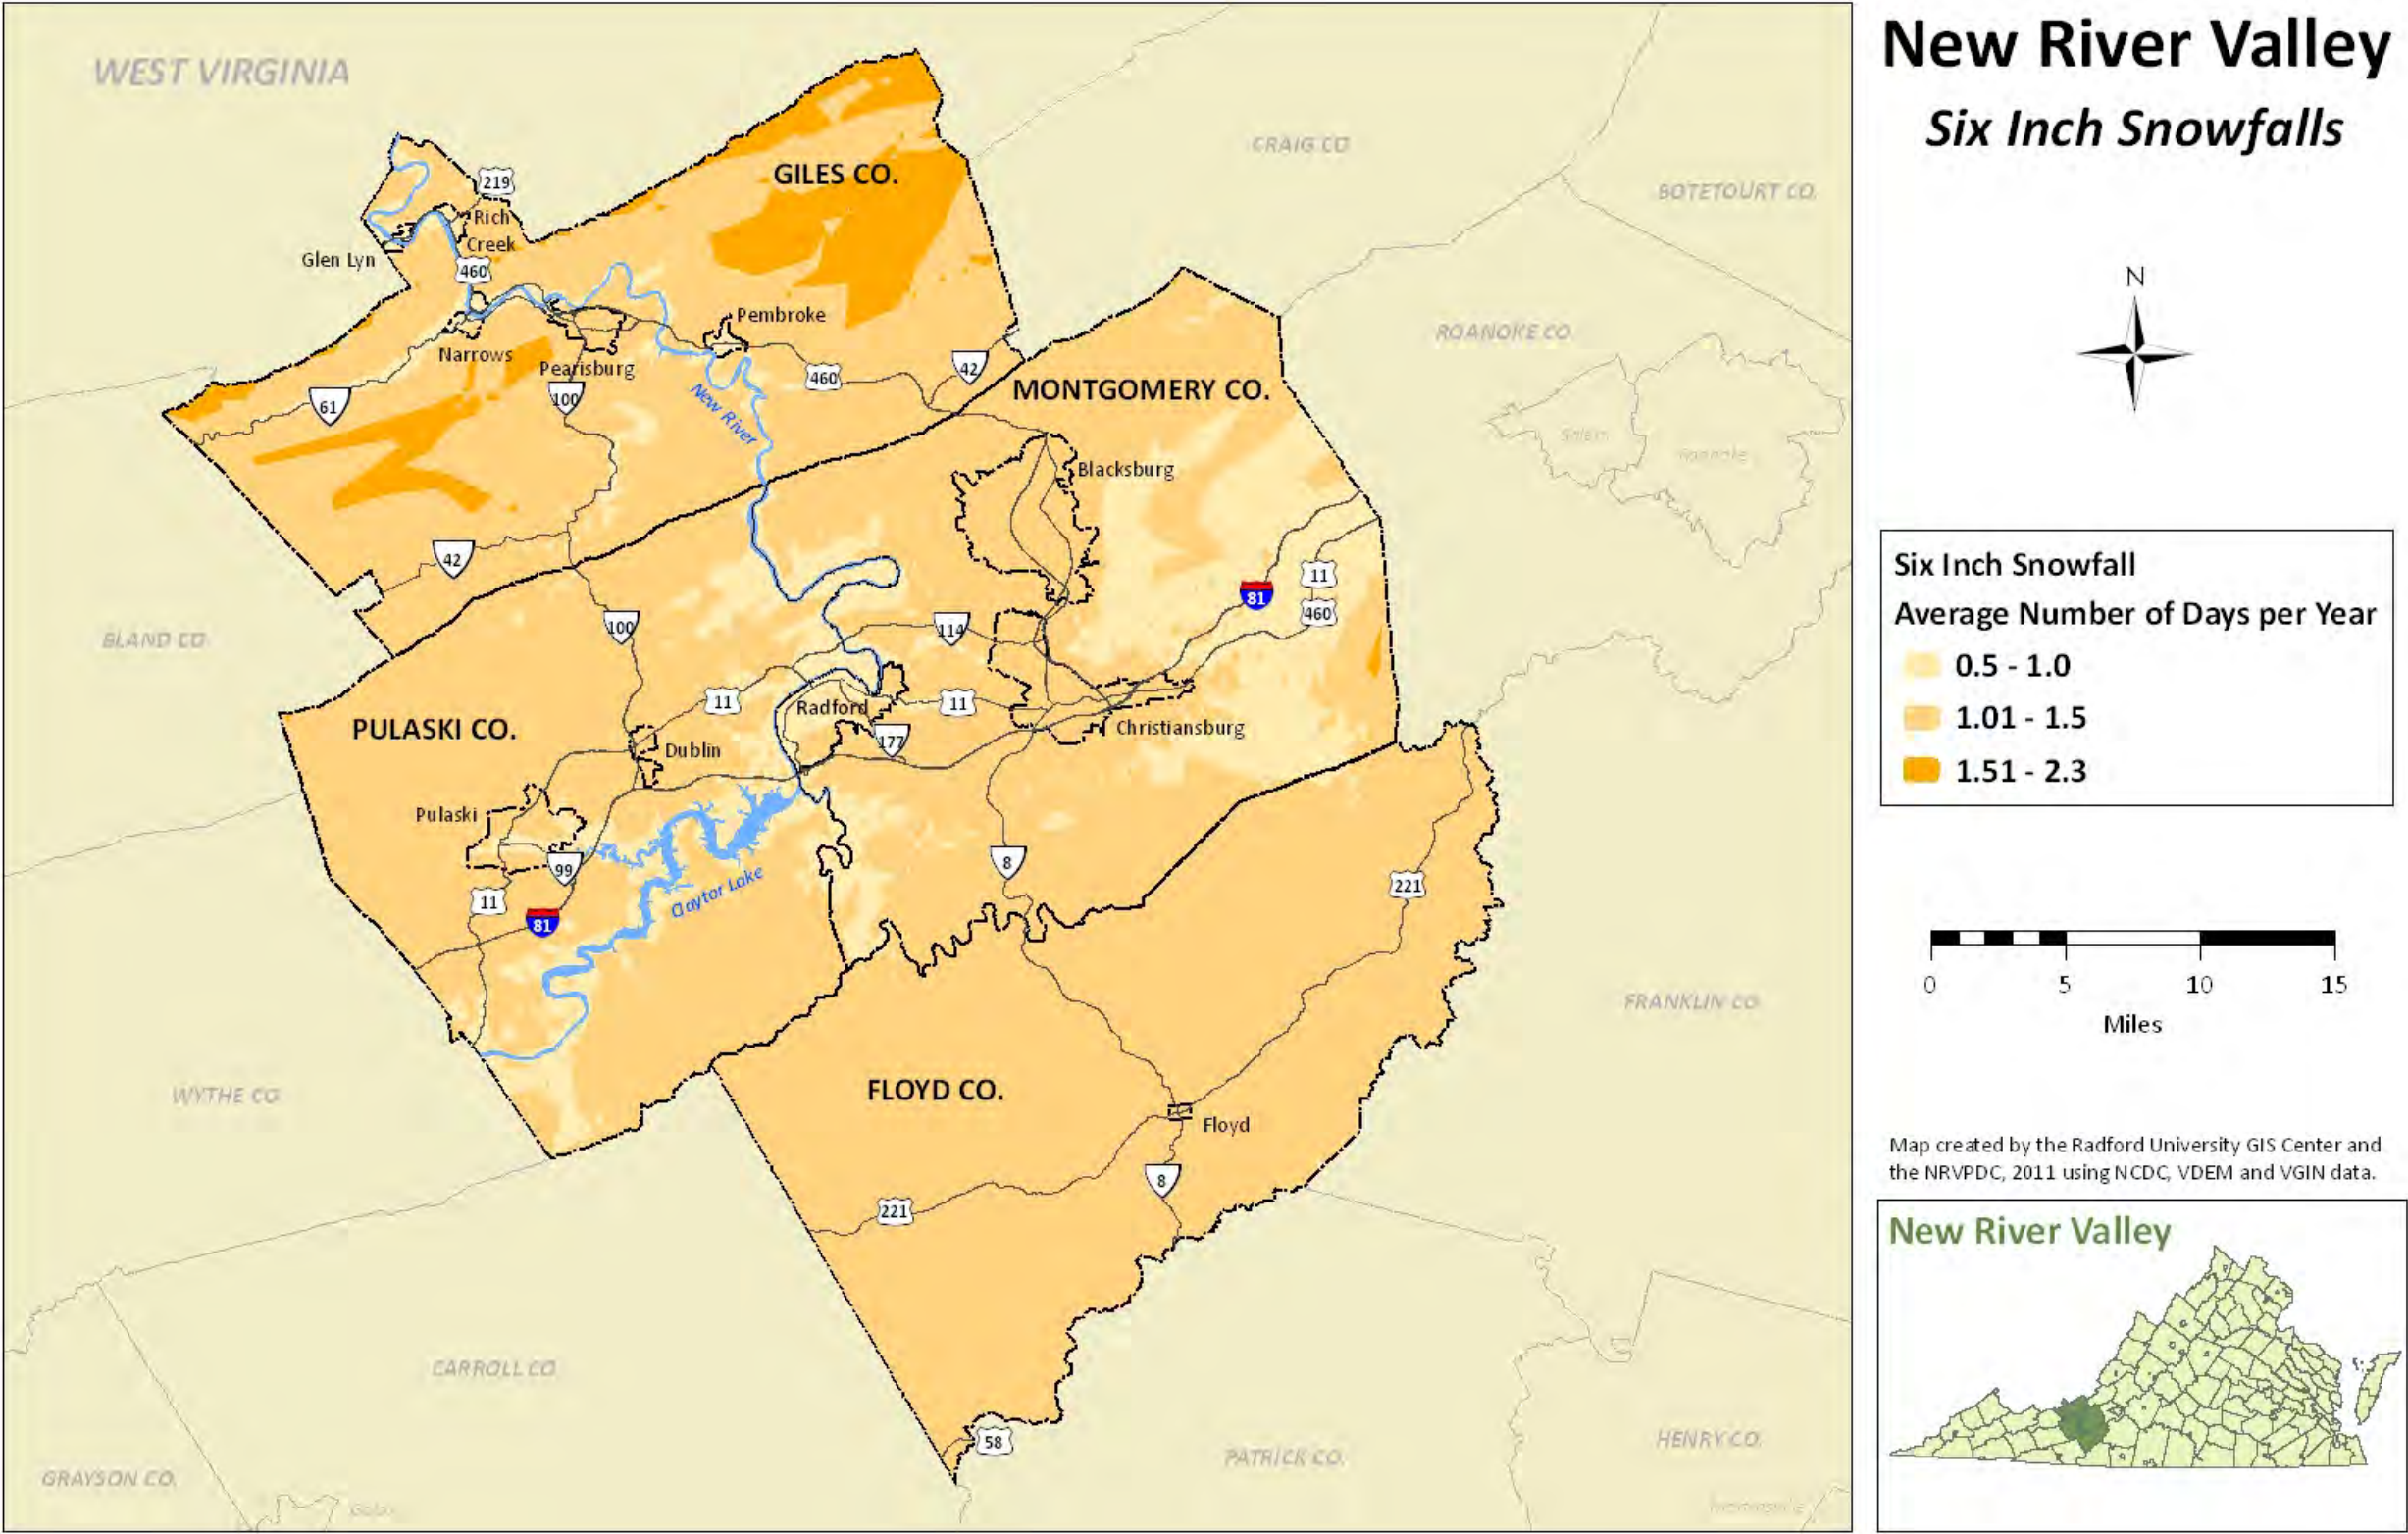 New River Valley
Six Inch Snowfalls
WEST VIRGINIA
CRAIG CO
BOTETOURT CO.
GILES CO.
219
Rich
Creek
Glen Lyn
460
N
Pembroke
ROANOKE CO.
Narrows
Pearisburg
460
42
MONTGOMERY CO.
61
100
New River
Salem
Roanoke
Blacksburg
42
Six Inch Snowfall
Average Number of Days per Year
0.5 - 1.0
1.01 - 1.5
1.51 - 2.3
11
81
460
BLAND CO.
100
114
11
Radford
11
PULASKI CO.
177
Christiansburg
Dublin
Pulaski
99
8
Claytor Lake
221
11
81
0
5
10
15
Miles
FRANKLIN CO.
WYTHE CO.
FLOYD CO.
Floyd
8
221
Map created by the Radford University GIS Center and
the NRVPDC, 2011 using NCDC, VDEM and VGIN data.
New River Valley
CARROLL CO.
58
PATRICK CO.
HENRY CO.
GRAYSON CO.
Galax